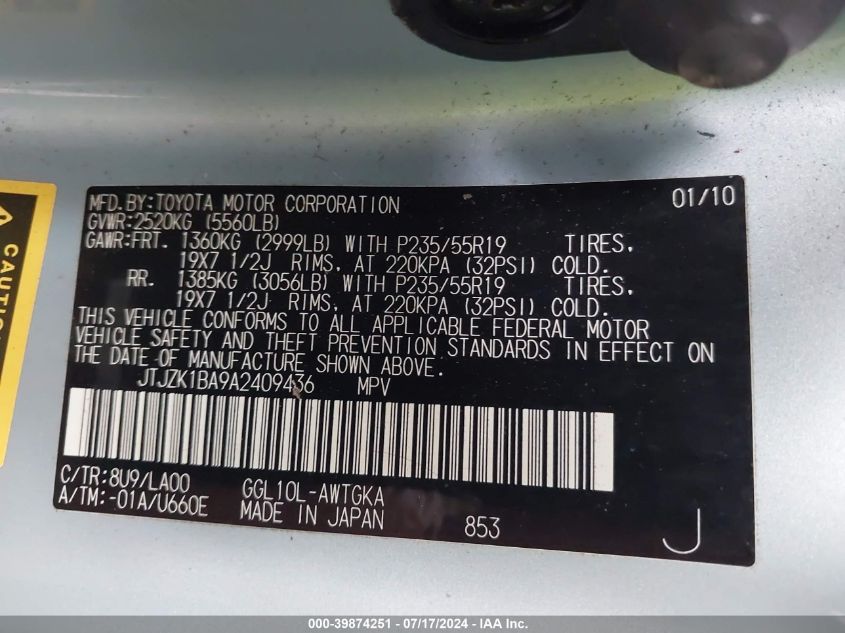 MFD.BY:TOYOTA MOTOR CORPORATION 01/10
GVWR:2520KG (5560LB)
GAWR:FRT. 1360KG (2999LB) WITH P235/55R19 TIRES,
19X7 1/2J RIMS, AT 220KPA (32PSI) COLD.
RR. 1385KG (3056LB) WITH P235/55R19 TIRES,
19X7 1/2J RIMS, AT 220KPA (32PSI) COLD.
THIS VEHICLE CONFORMS TO ALL APPLICABLE FEDERAL MOTOR
VEHICLE SAFETY AND THEFT PREVENTION STANDARDS IN EFFECT ON
THE DATE OF MANUFACTURE SHOWN ABOVE.
JTJZK1BA9A2409436 MPV
C/TR:8U9/LA00 GGL10L-AWTGKA
A/TM:-01A/U660E MADE IN JAPAN 853 J
CAUTION
000-39874251 - 07/17/2024 - IAA Inc.